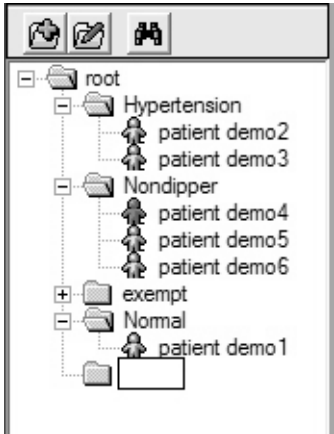 root
Hypertension
patient demo2
patient demo3
Nondipper
patient demo4
patient demo5
patient demo6
exempt
Normal
patient demo1